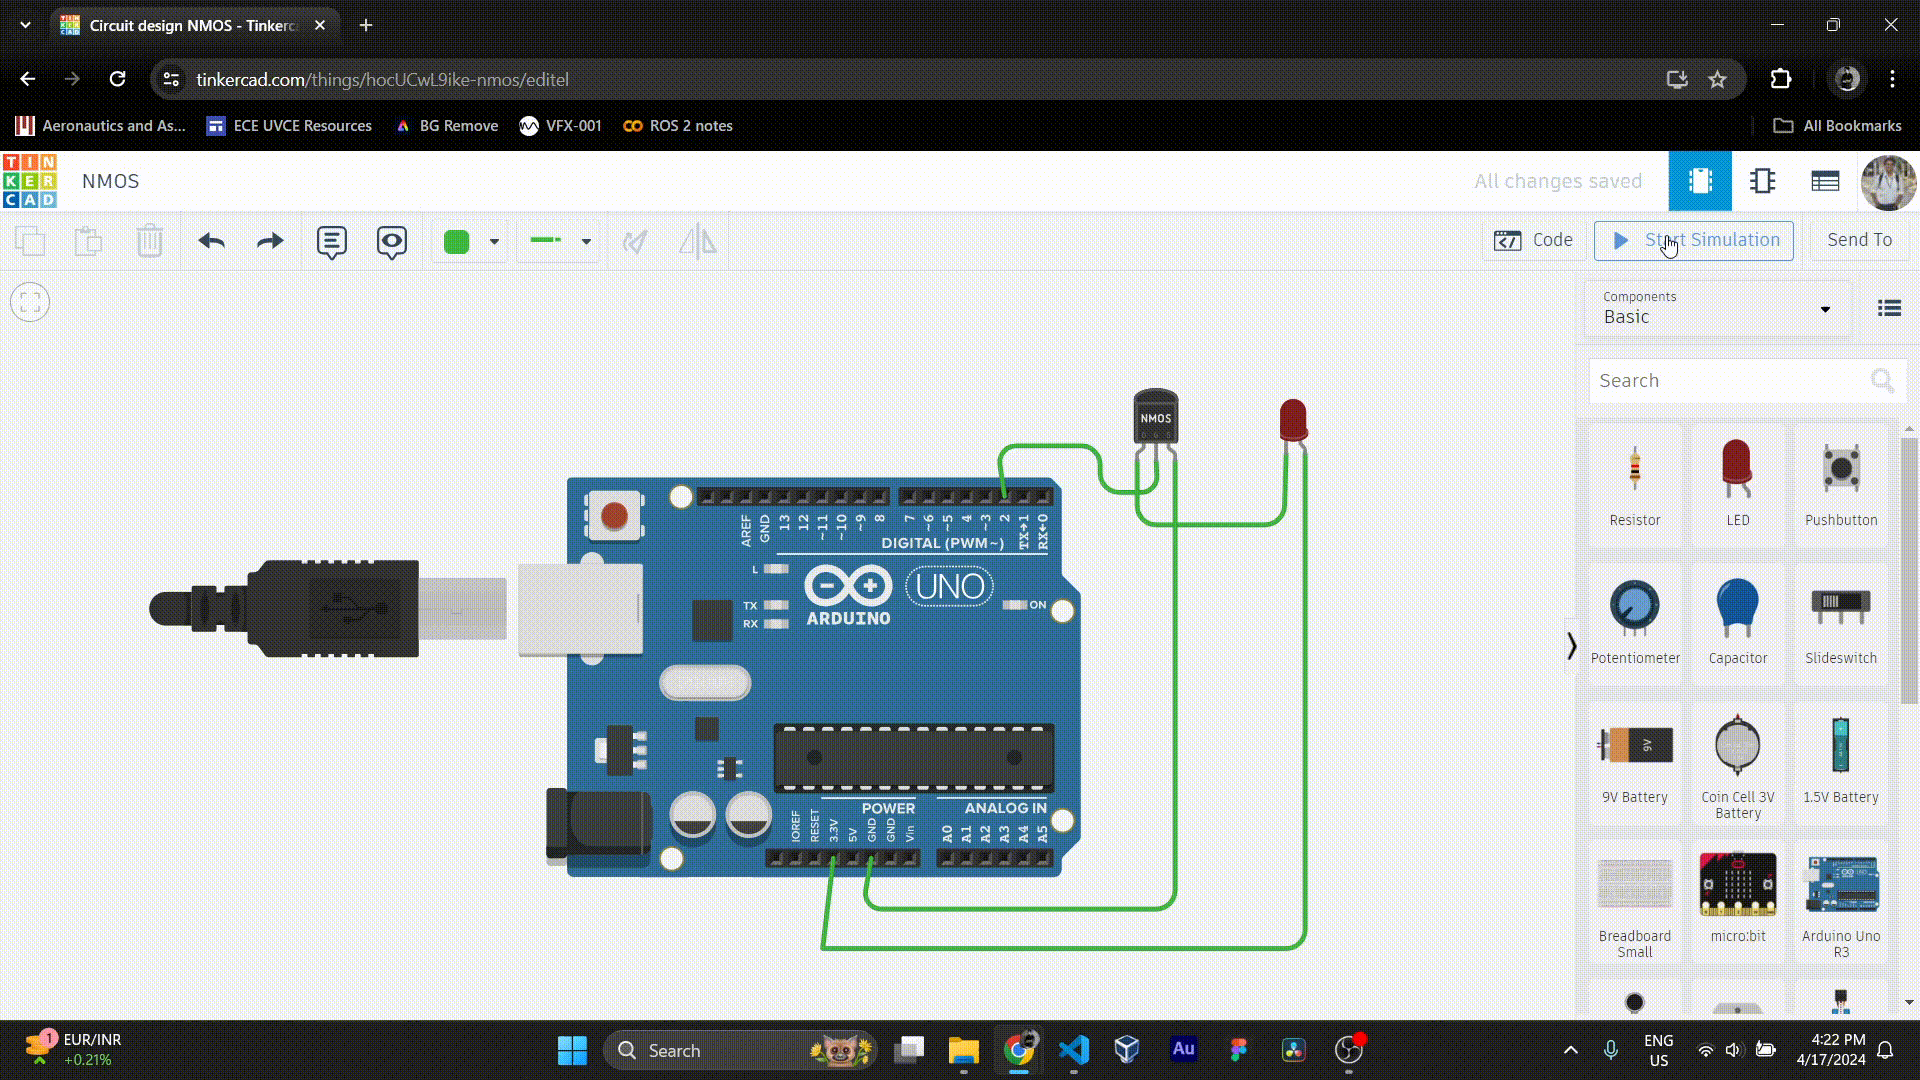 Circuit design NMOS - Tinkerc
tinkercad.com/things/hocUCwL9ike-nmos/editel
Aeronautics and As...
ECE UVCE Resources
BG Remove
VFX-001
ROS 2 notes
All Bookmarks
TIN
KER
CAD
NMOS
All changes saved
Code
Start Simulation
Send To
Components
Basic
Search
Resistor
LED
Pushbutton
Potentiometer
Capacitor
Slideswitch
9V
9V Battery
Coin Cell 3V
Battery
1.5V Battery
Breadboard
Small
micro:bit
Arduino Uno
R3
NMOS
AREF
GND
13
12
~11
~10
~9
8
7
~6
~5
4
~3
2
TX→1
RX←0
DIGITAL (PWM~)
L
TX
RX
ARDUINO
UNO
ON
POWER
ANALOG IN
IOREF
RESET
3.3V
5V
GND
GND
Vin
A0
A1
A2
A3
A4
A5
1
EUR/INR
+0.21%
Search
Au
ENG
US
4:22 PM
4/17/2024